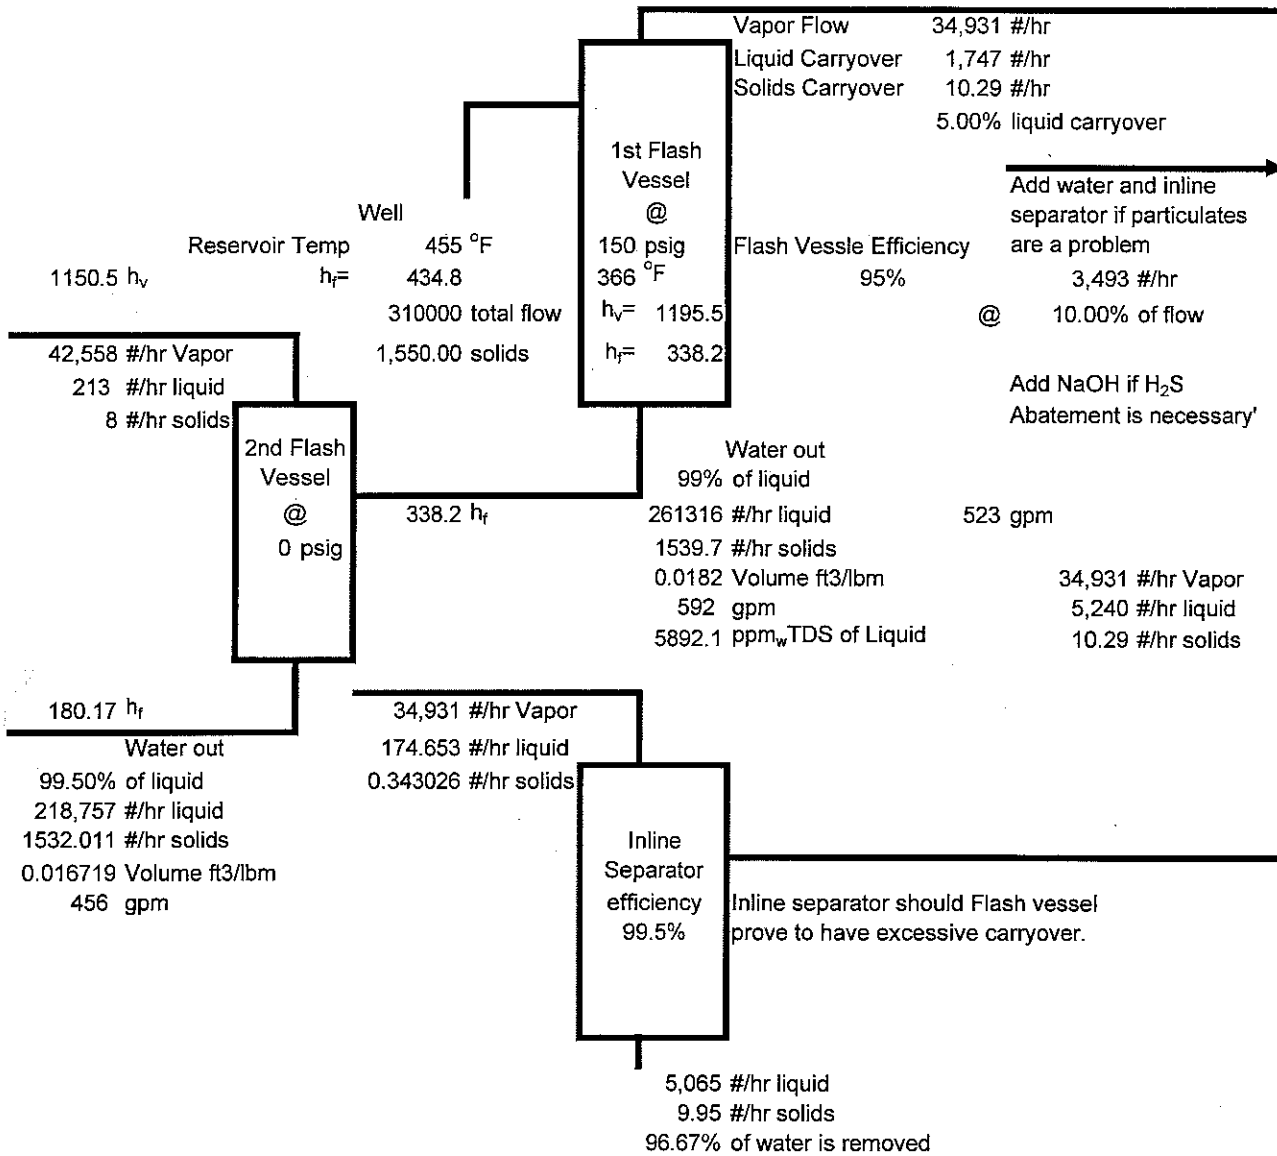 Vapor Flow 34,931 #/hr
Liquid Carryover 1,747 #/hr
Solids Carryover 10.29 #/hr
5.00% liquid carryover
1st Flash
Vessel
@
150 psig
366 °F
hv= 1195.5
hf= 338.2
Well
Reservoir Temp 455 °F
hf= 434.8
310000 total flow
1,550.00 solids
Flash Vessle Efficiency
95%
Add water and inline
separator if particulates
are a problem
3,493 #/hr
@ 10.00% of flow
Add NaOH if H2S
Abatement is necessary'
1150.5 hv
42,558 #/hr Vapor
213 #/hr liquid
8 #/hr solids
2nd Flash
Vessel
@
0 psig
338.2 hf
Water out
99% of liquid
261316 #/hr liquid 523 gpm
1539.7 #/hr solids
0.0182 Volume ft3/lbm
592 gpm
5892.1 ppmwTDS of Liquid
34,931 #/hr Vapor
5,240 #/hr liquid
10.29 #/hr solids
180.17 hf
Water out
99.50% of liquid
218,757 #/hr liquid
1532.011 #/hr solids
0.016719 Volume ft3/lbm
456 gpm
34,931 #/hr Vapor
174.653 #/hr liquid
0.343026 #/hr solids
Inline
Separator
efficiency
99.5%
Inline separator should Flash vessel
prove to have excessive carryover.
5,065 #/hr liquid
9.95 #/hr solids
96.67% of water is removed